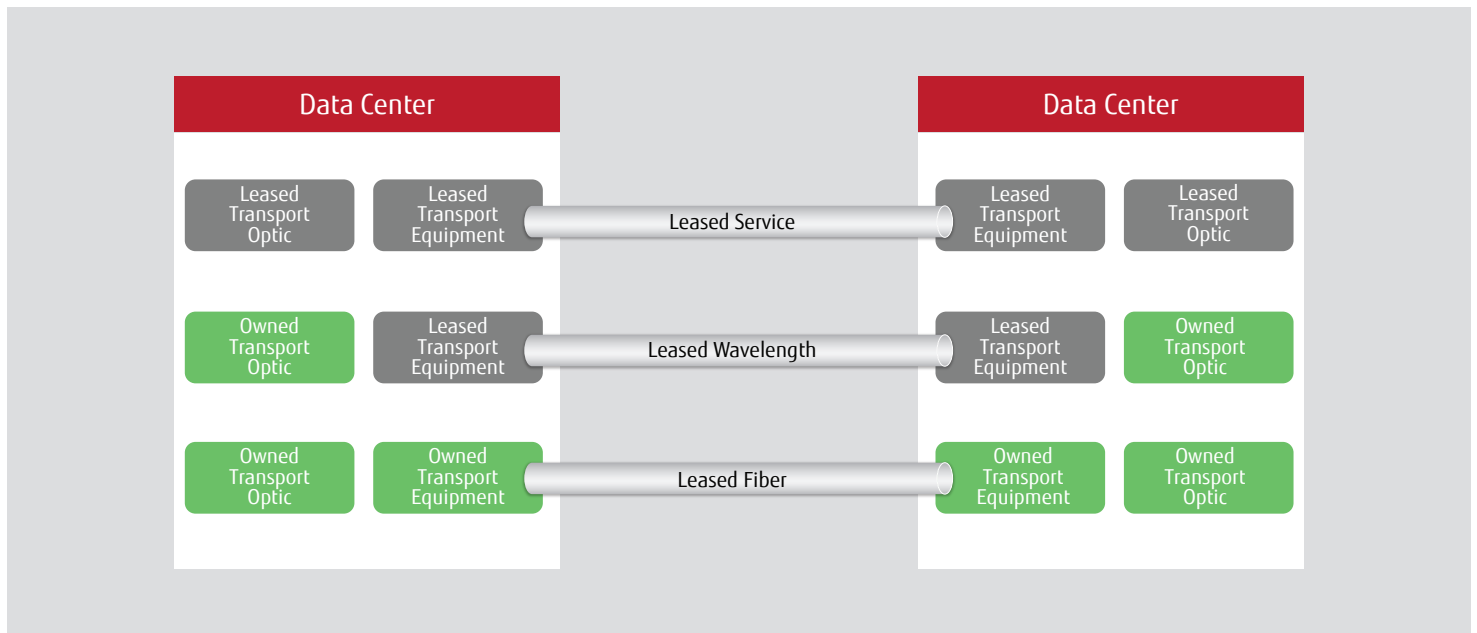 Data Center
Data Center
Leased
Transport
Optic
Leased
Transport
Equipment
Leased Service
Leased
Transport
Equipment
Leased
Transport
Optic
Owned
Transport
Optic
Leased
Transport
Equipment
Leased Wavelength
Leased
Transport
Equipment
Owned
Transport
Optic
Owned
Transport
Optic
Owned
Transport
Equipment
Leased Fiber
Owned
Transport
Equipment
Owned
Transport
Optic